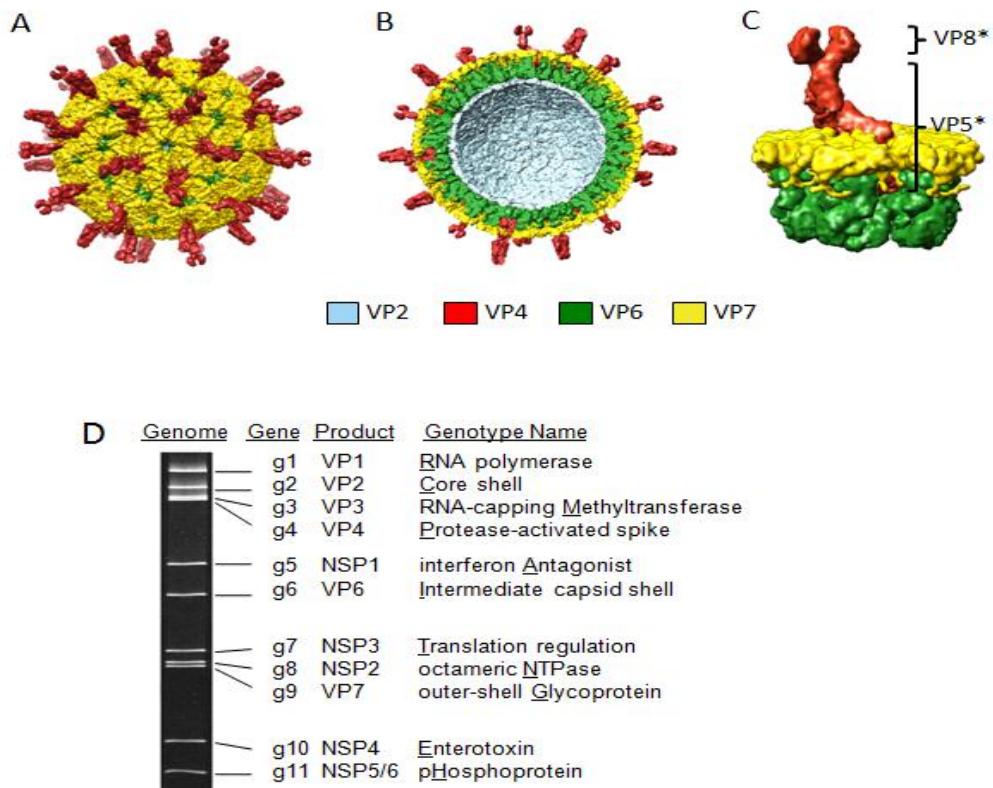 A
B
C
VP8*
VP5*
VP2 VP4 VP6 VP7
D Genome Gene Product Genotype Name
g1 VP1 RNA polymerase
g2 VP2 Core shell
g3 VP3 RNA-capping Methyltransferase
g4 VP4 Protease-activated spike
g5 NSP1 interferon Antagonist
g6 VP6 Intermediate capsid shell
g7 NSP3 Translation regulation
g8 NSP2 octameric NTPase
g9 VP7 outer-shell Glycoprotein
g10 NSP4 Enterotoxin
g11 NSP5/6 pHosphoprotein